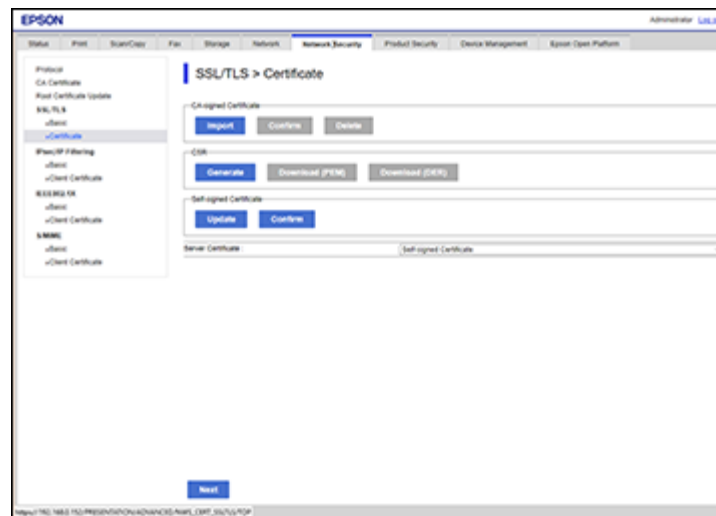 EPSON
Administrator
Status Print Scan/Copy Fax Storage Network Network Security Product Security Device Management Epson Open Platform
Protocol
CA Certificate
Root Certificate Update
SSL/TLS
»Basic
»Certificate
IPsec/IP Filtering
»Basic
»Client Certificate
IEEE802.1X
»Basic
»Client Certificate
S/MIME
»Basic
»Client Certificate
SSL/TLS > Certificate
CA-signed Certificate
Import Confirm Delete
CSR
Generate Download (PEM) Download (DER)
Self-signed Certificate
Update Confirm
Server Certificate : Self-signed Certificate
Next